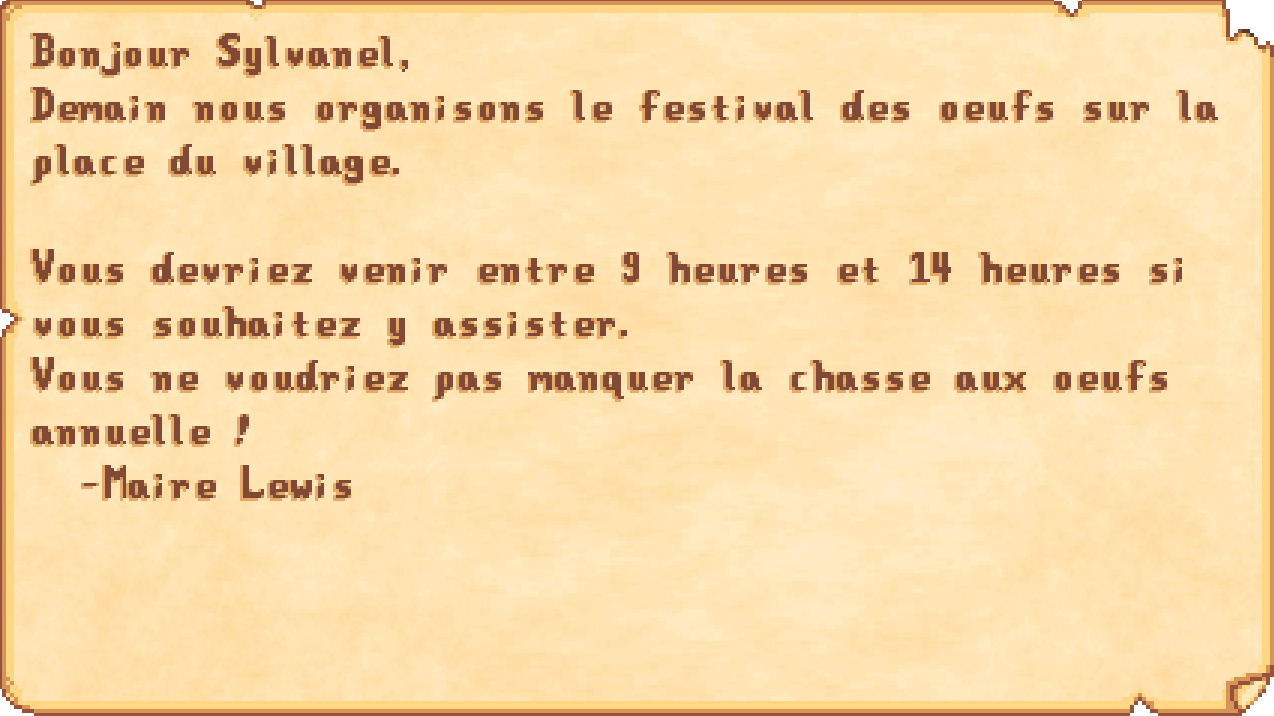 Bonjour Sylvanel,
Demain nous organisons le festival des oeufs sur la
place du village.
Vous devriez venir entre 9 heures et 14 heures si
vous souhaitez y assister.
Vous ne voudriez pas manquer la chasse aux oeufs
annuelle !
-Maire Lewis